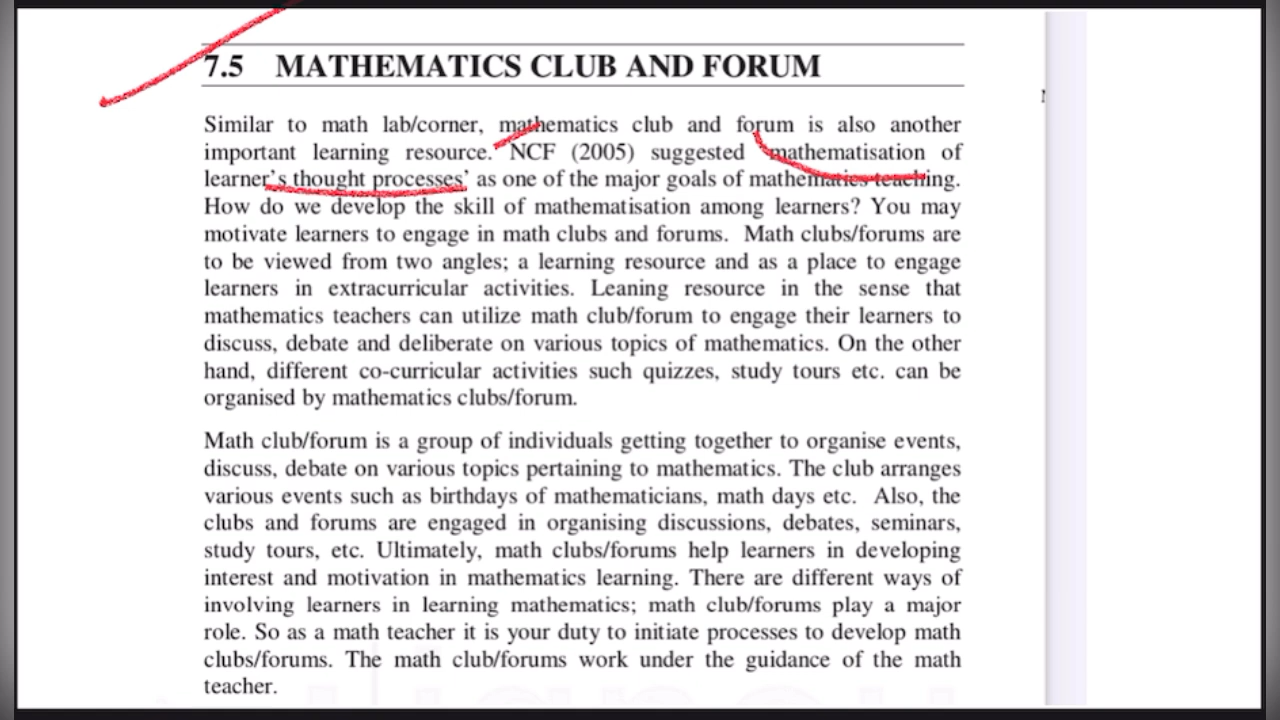 7.5 MATHEMATICS CLUB AND FORUM
Similar to math lab/corner, mathematics club and forum is also another
important learning resource. NCF (2005) suggested mathematisation of
learner's thought processes' as one of the major goals of mathematics teaching.
How do we develop the skill of mathematisation among learners? You may
motivate learners to engage in math clubs and forums. Math clubs/forums are
to be viewed from two angles; a learning resource and as a place to engage
learners in extracurricular activities. Leaning resource in the sense that
mathematics teachers can utilize math club/forum to engage their learners to
discuss, debate and deliberate on various topics of mathematics. On the other
hand, different co-curricular activities such quizzes, study tours etc. can be
organised by mathematics clubs/forum.
Math club/forum is a group of individuals getting together to organise events,
discuss, debate on various topics pertaining to mathematics. The club arranges
various events such as birthdays of mathematicians, math days etc. Also, the
clubs and forums are engaged in organising discussions, debates, seminars,
study tours, etc. Ultimately, math clubs/forums help learners in developing
interest and motivation in mathematics learning. There are different ways of
involving learners in learning mathematics; math club/forums play a major
role. So as a math teacher it is your duty to initiate processes to develop math
clubs/forums. The math club/forums work under the guidance of the math
teacher.